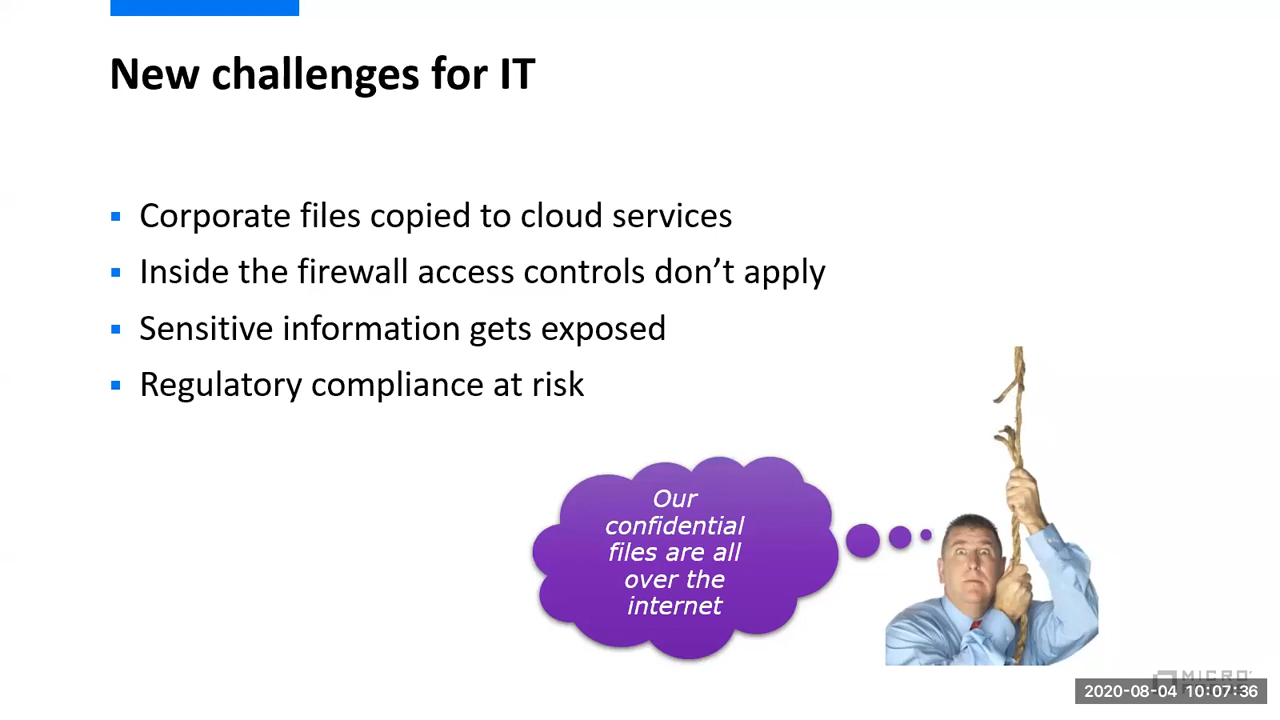 New challenges for IT
Corporate files copied to cloud services
Inside the firewall access controls don’t apply
Sensitive information gets exposed
Regulatory compliance at risk
Our
confidential
files are all
over the
internet
MICRO
2020-08-04 10:07:36